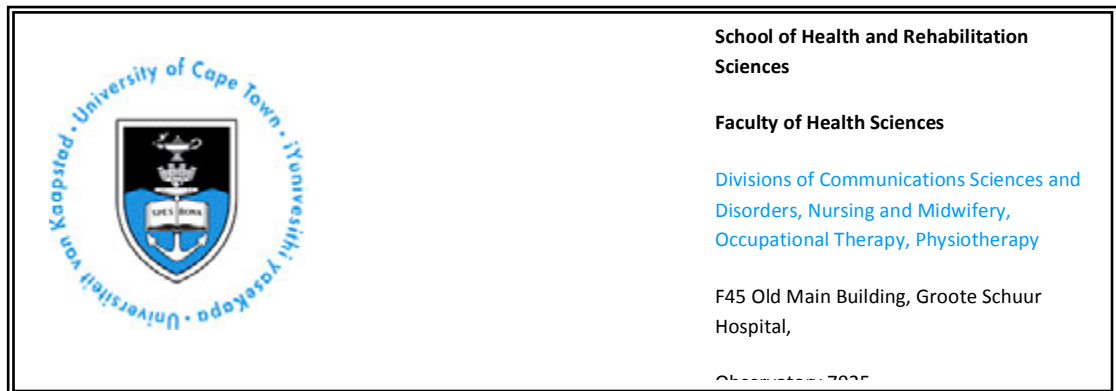 University of Cape Town · iYunivesithi yaseKapa · Universiteit van Kaapstad ·
SPES BONA
School of Health and Rehabilitation
Sciences
Faculty of Health Sciences
Divisions of Communications Sciences and
Disorders, Nursing and Midwifery,
Occupational Therapy, Physiotherapy
F45 Old Main Building, Groote Schuur
Hospital,